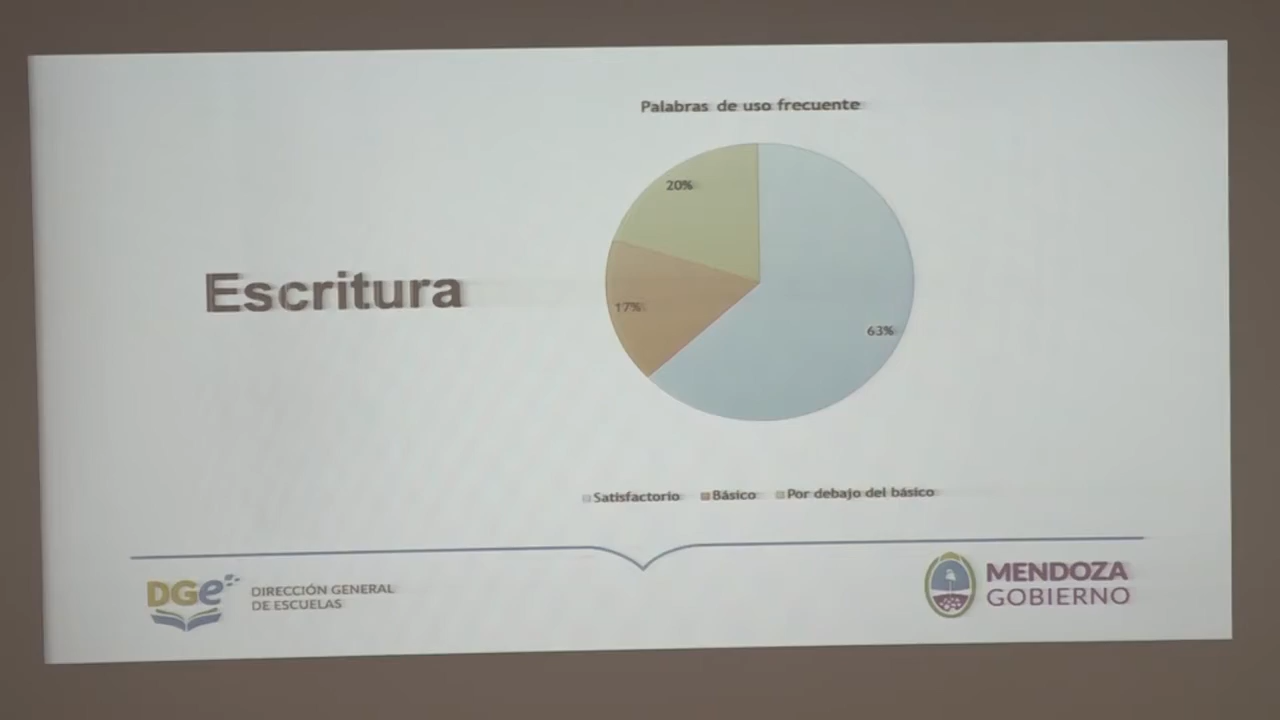 Palabras de uso frecuente
20%
Escritura
17%
63%
Satisfactorio Básico Por debajo del básico
DGe DIRECCIÓN GENERAL
DE ESCUELAS
MENDOZA
GOBIERNO